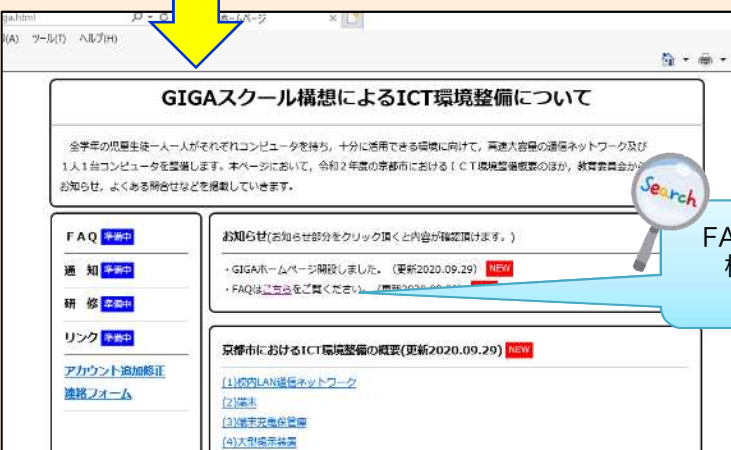 ga.html
ホームページ
(A) ツール(T) ヘルプ(H)
GIGAスクール構想によるICT環境整備について
全学年の児童生徒一人一人がそれぞれコンピュータを持ち，十分に活用できる環境に向けて，高速大容量の通信ネットワーク及び
1人1台コンピュータを整備します。本ページにおいて，令和2年度の京都市におけるＩＣＴ環境整備概要のほか，教育委員会から
お知らせ，よくある問合せなどを掲載していきます。
Search
ＦＡＱ 準備中
通 知 準備中
研 修 準備中
リンク 準備中
アカウント追加修正
連絡フォーム
お知らせ(お知らせ部分をクリック頂くと内容が確認頂けます。)
・GIGAホームページ開設しました。（更新2020.09.29） NEW
・FAQはこちらをご覧ください。
FA
京都市におけるICT環境整備の概要(更新2020.09.29) NEW
(1)校内LAN通信ネットワーク
(2)端末
(3)端末充電保管庫
(4)大型提示装置